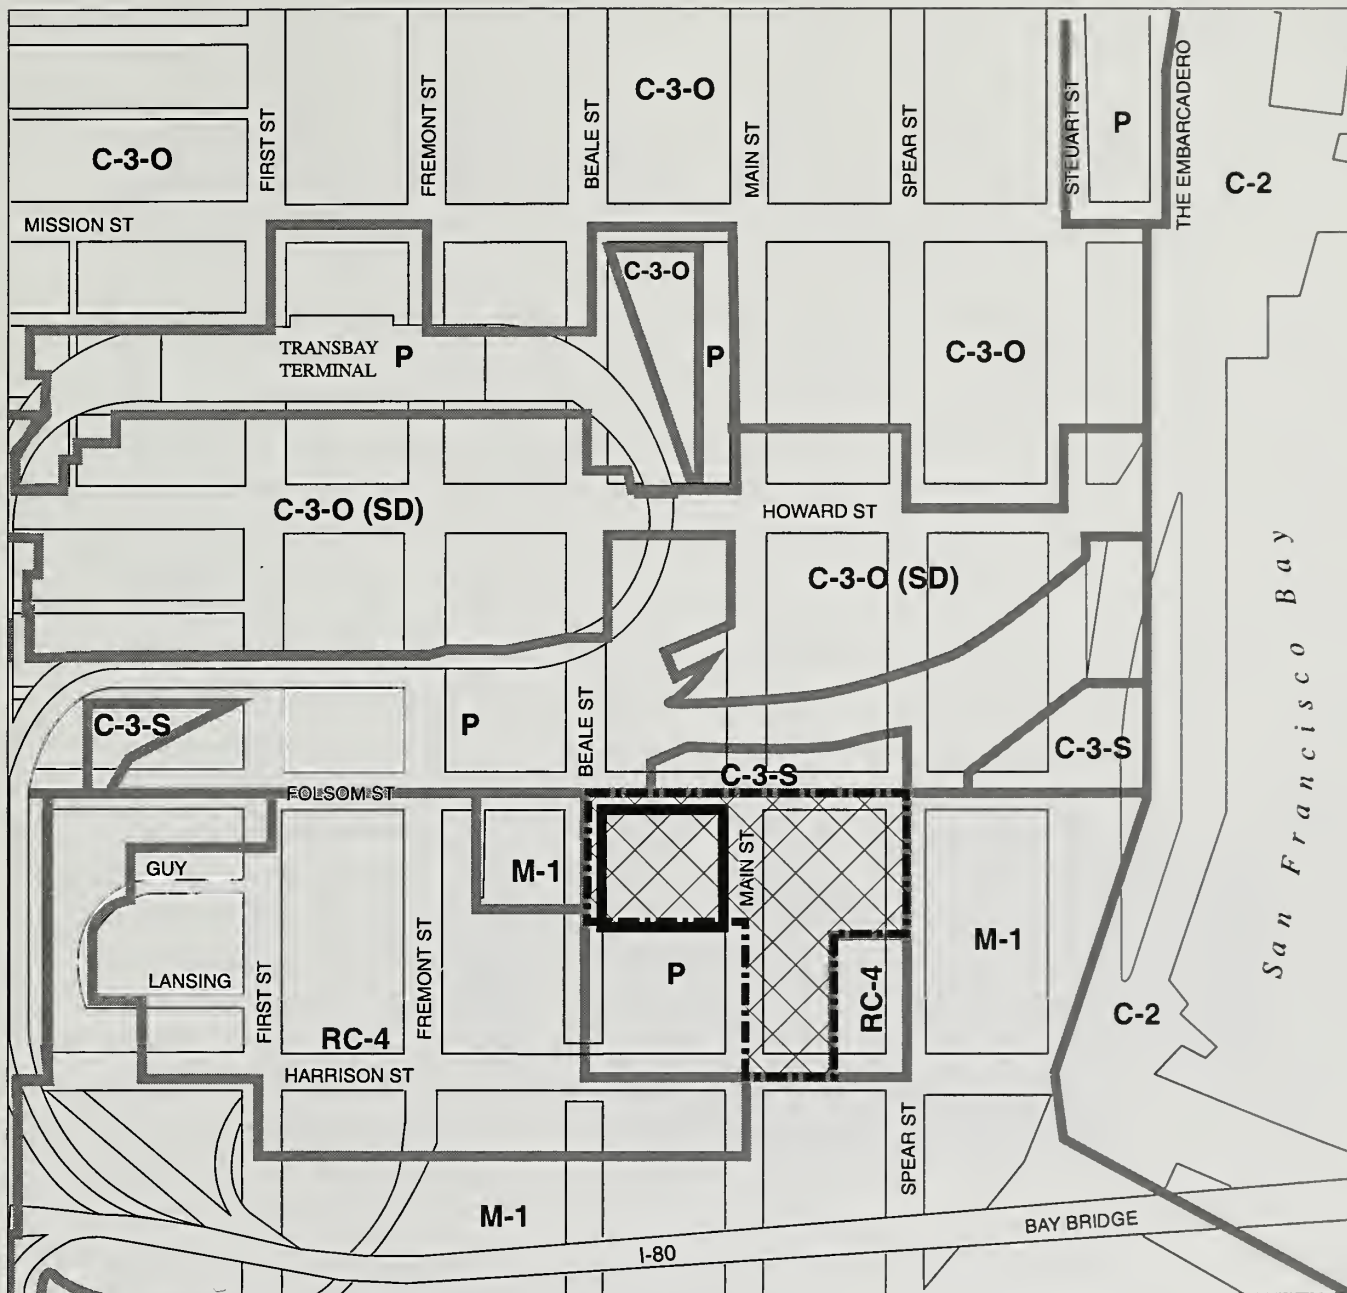 C-3-O
C-3-O
FIRST ST
FREMONT ST
BEALE ST
MAIN ST
SPEAR ST
STEUART ST
P
THE EMBARCADERO
C-2
MISSION ST
C-3-O
TRANSBAY
TERMINAL
P
P
C-3-O
C-3-O (SD)
HOWARD ST
C-3-O (SD)
San Francisco Bay
C-3-S
P
BEALE ST
C-3-S
C-3-S
FOLSOM ST
GUY
M-1
MAIN ST
LANSING
FIRST ST
FREMONT ST
P
RC-4
M-1
C-2
RC-4
HARRISON ST
SPEAR ST
M-1
I-80
BAY BRIDGE